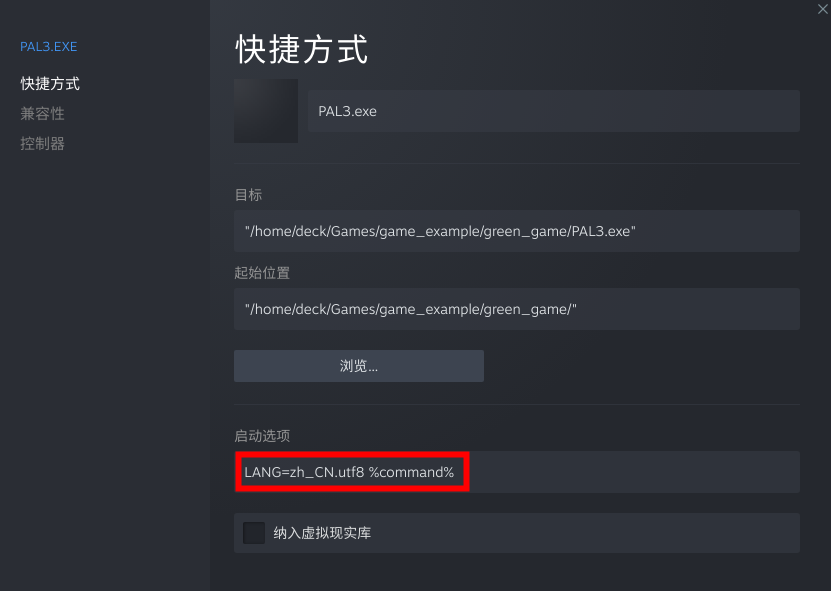 PAL3.EXE
快捷方式
兼容性
控制器
快捷方式
PAL3.exe
目标
"/home/deck/Games/game_example/green_game/PAL3.exe"
起始位置
"/home/deck/Games/game_example/green_game/"
浏览...
启动选项
LANG=zh_CN.utf8 %command%
纳入虚拟现实库